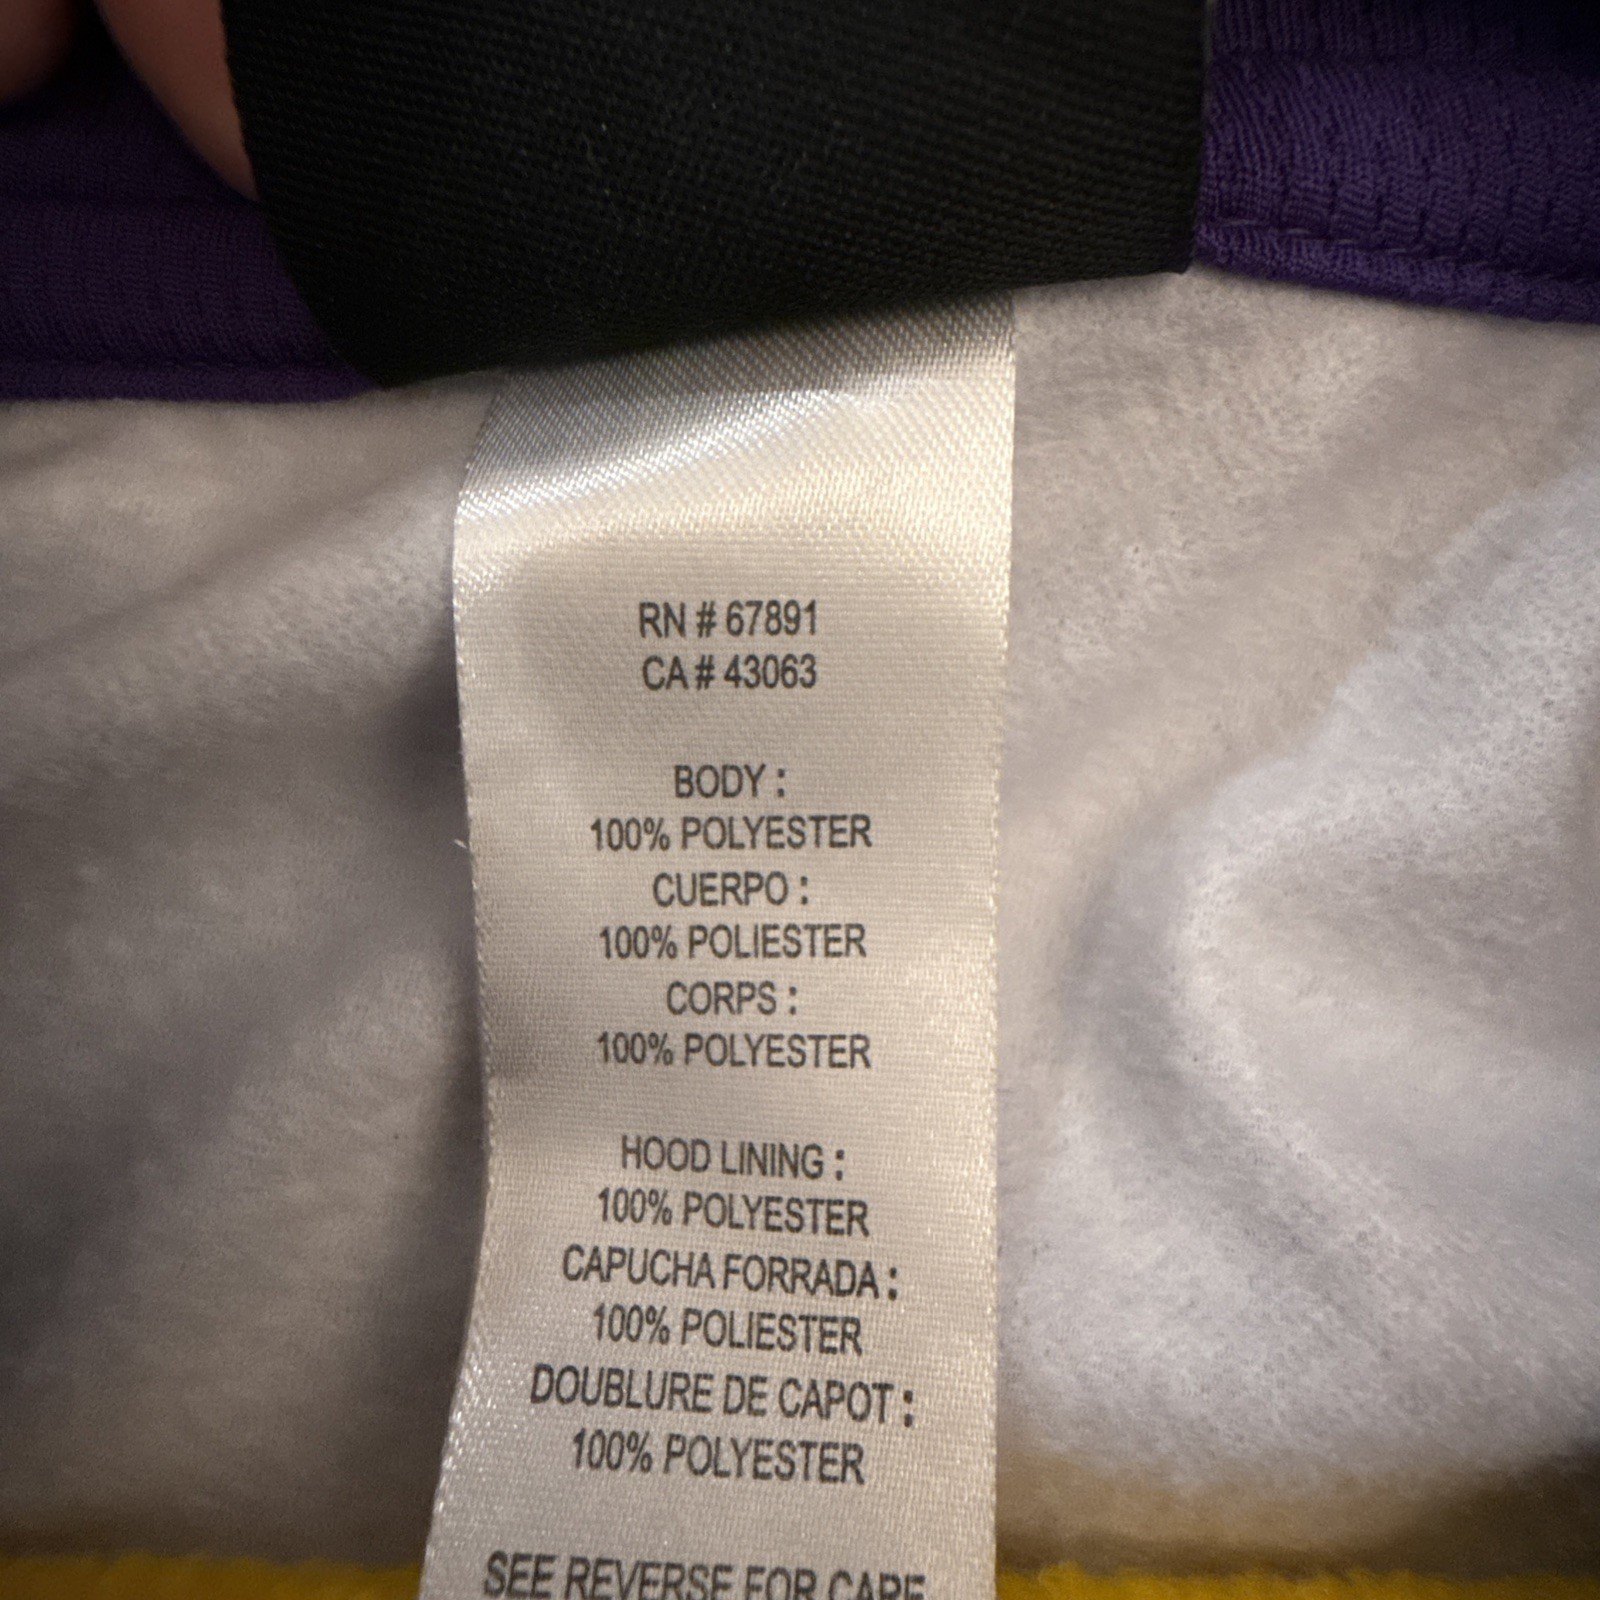 RN # 67891
CA # 43063
BODY :
100% POLYESTER
CUERPO :
100% POLIESTER
CORPS :
100% POLYESTER
HOOD LINING :
100% POLYESTER
CAPUCHA FORRADA :
100% POLIESTER
DOUBLURE DE CAPOT :
100% POLYESTER
SEE REVERSE FOR CARE